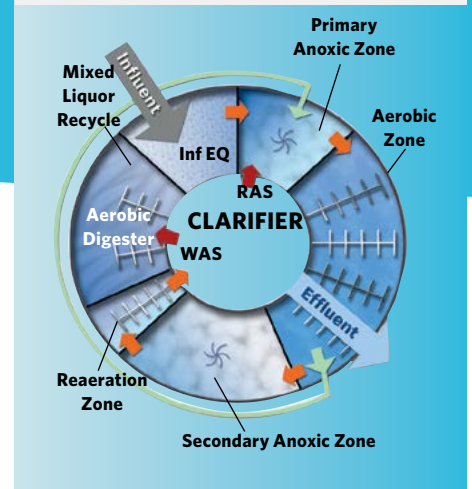 Primary
Anoxic Zone
Mixed
Liquor
Recycle
Influent
Aerobic
Zone
Inf EQ
RAS
CLARIFIER
Aerobic
Digester
WAS
Effluent
Reaeration
Zone
Secondary Anoxic Zone